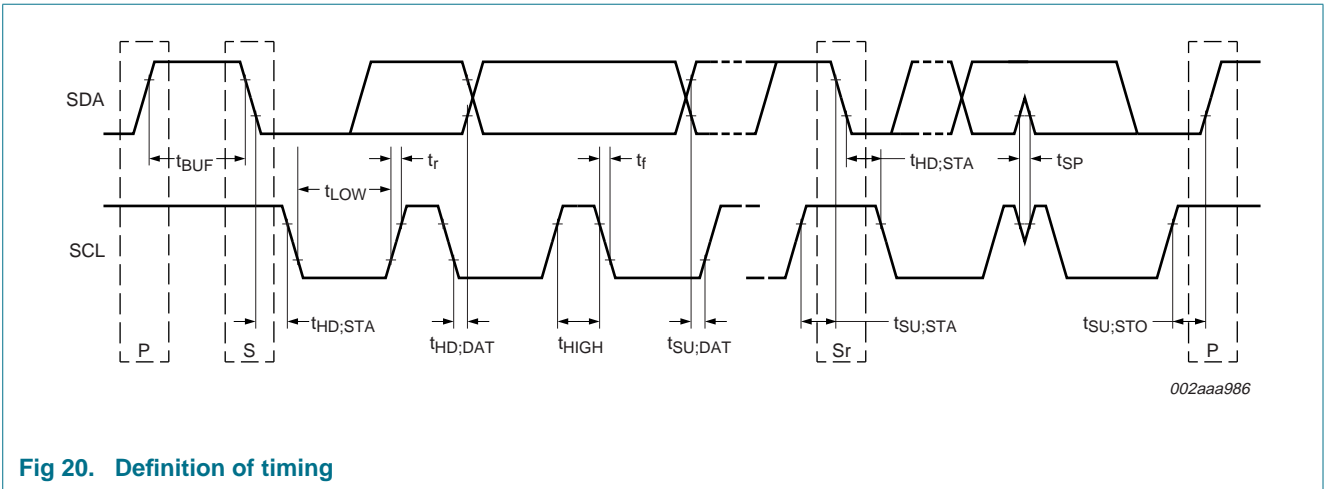 SDA
tBUF
tLOW
tr
tf
tHD;STA
tSP
SCL
tHD;STA
tHD;DAT
tHIGH
tSU;DAT
tSU;STA
tSU;STO
P
S
Sr
P
002aaa986
Fig 20. Definition of timing